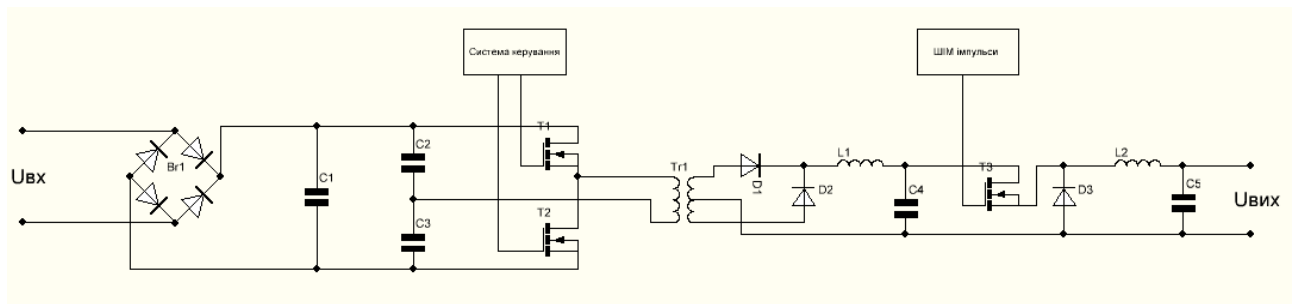 Система керування
ШІМ імпульси
T1
C2
Br1
C1
Tr1
D1
D2
L1
C4
T3
L2
D3
C5
Uвх
Uвих
T2
C3